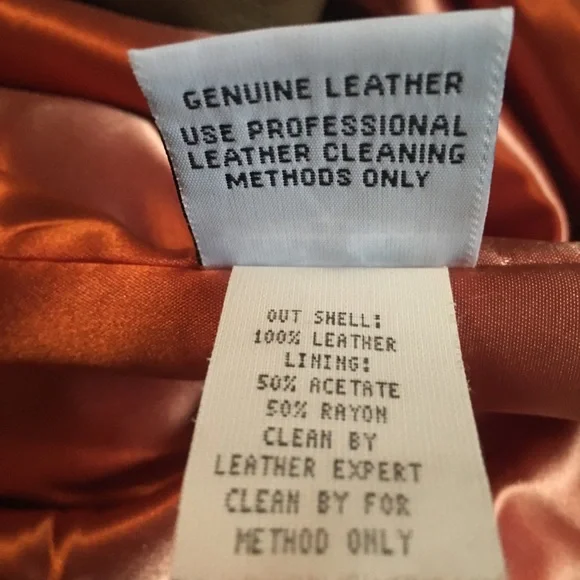 GENUINE LEATHER
USE PROFESSIONAL
LEATHER CLEANING
METHODS ONLY
OUT SHELL:
100% LEATHER
LINING:
50% ACETATE
50% RAYON
CLEAN BY
LEATHER EXPERT
CLEAN BY FOR
METHOD ONLY